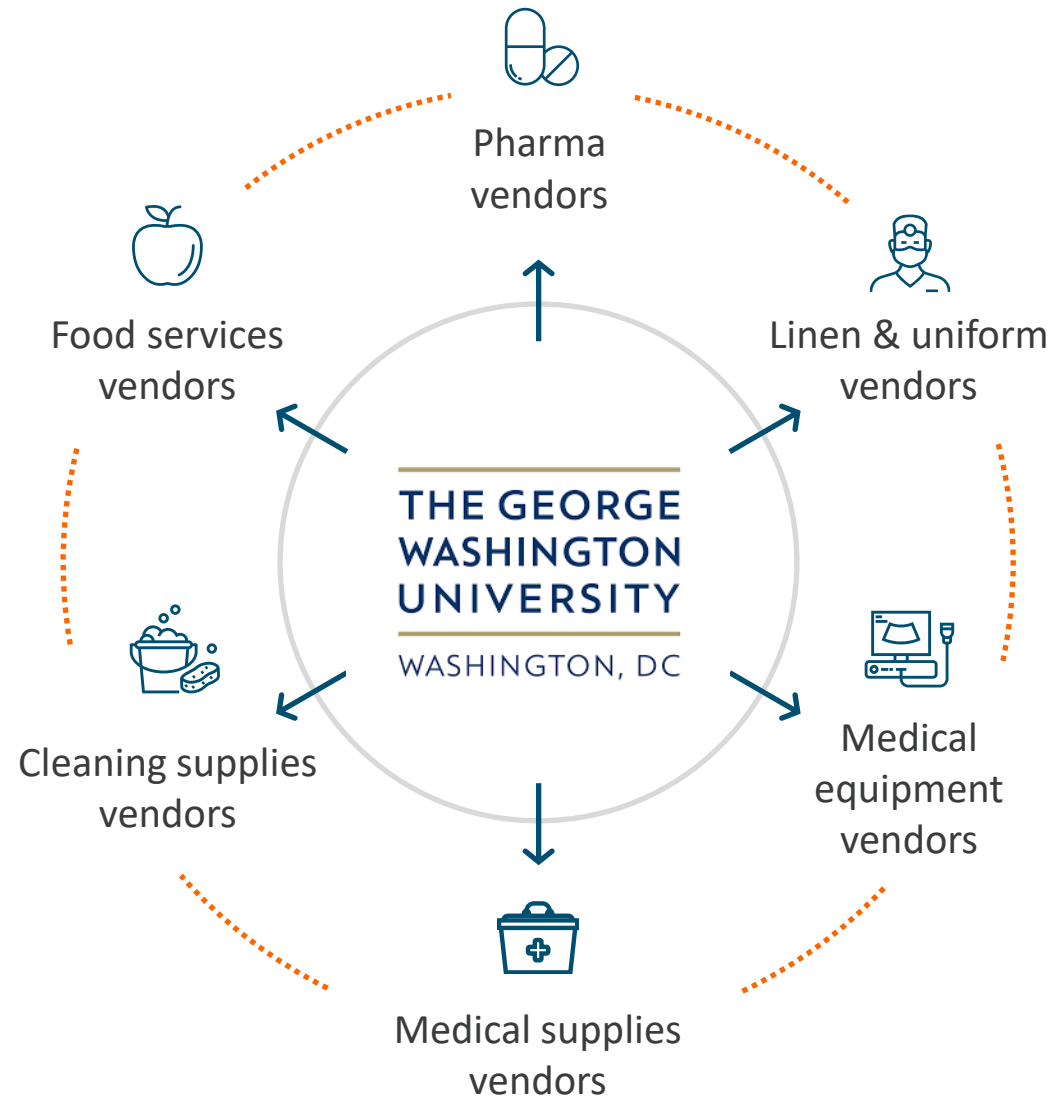 Pharma
vendors
Food services
vendors
Linen & uniform
vendors
THE GEORGE
WASHINGTON
UNIVERSITY
WASHINGTON, DC
Cleaning supplies
vendors
Medical
equipment
vendors
Medical supplies
vendors